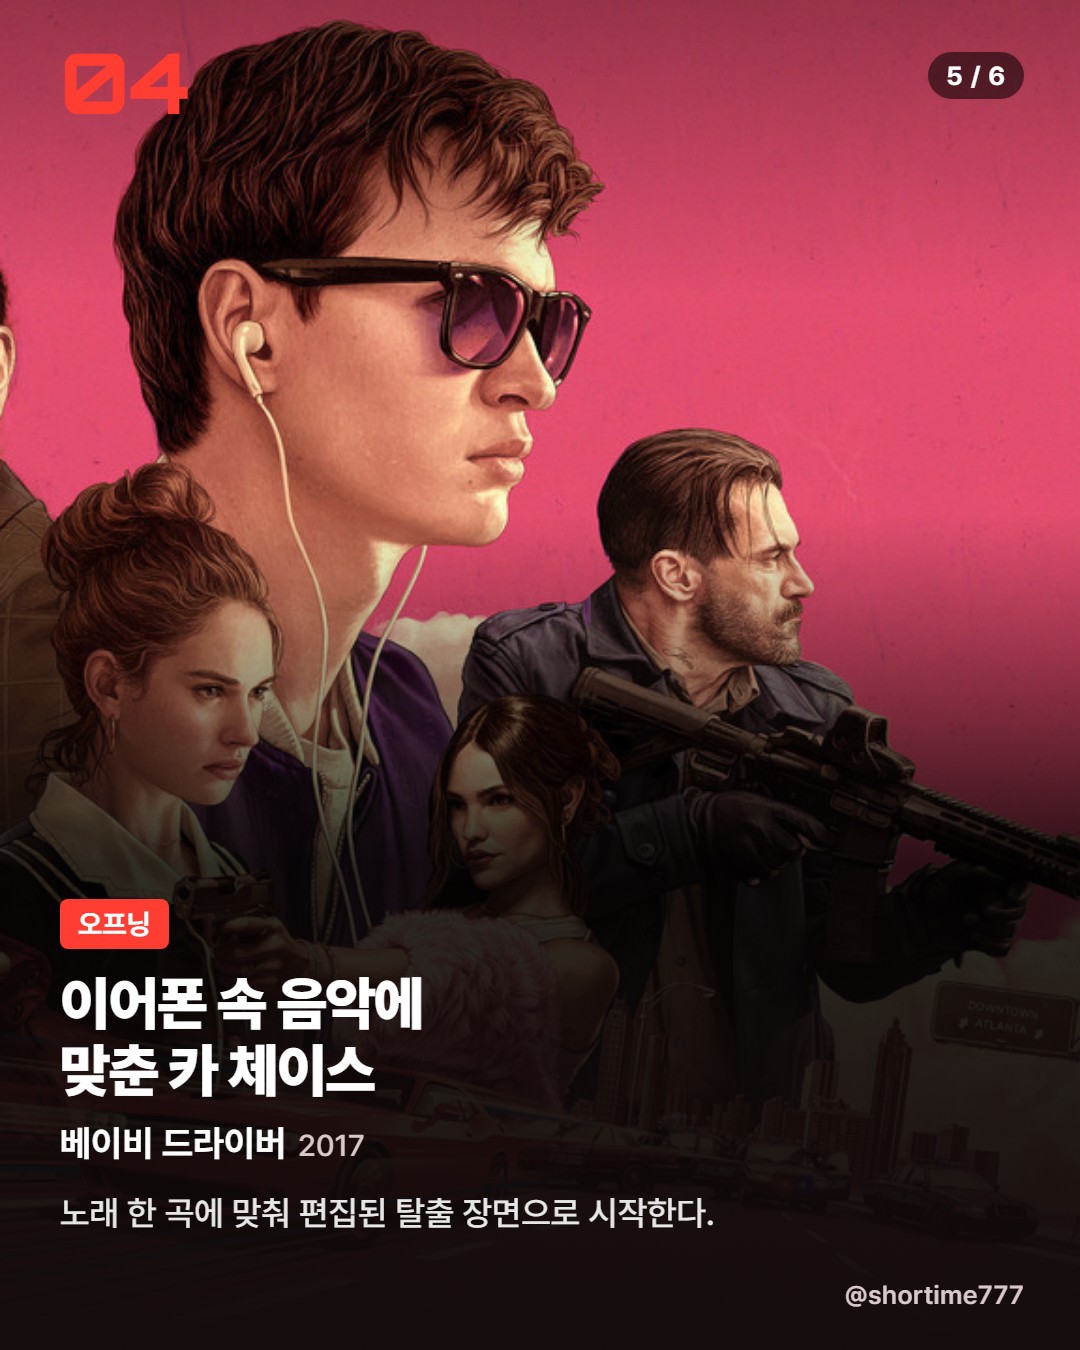 04
5 / 6
DOWNTOWN
ATLANTA
오프닝
이어폰 속 음악에
맞춘 카 체이스
베이비 드라이버 2017
노래 한 곡에 맞춰 편집된 탈출 장면으로 시작한다.
@shortime777